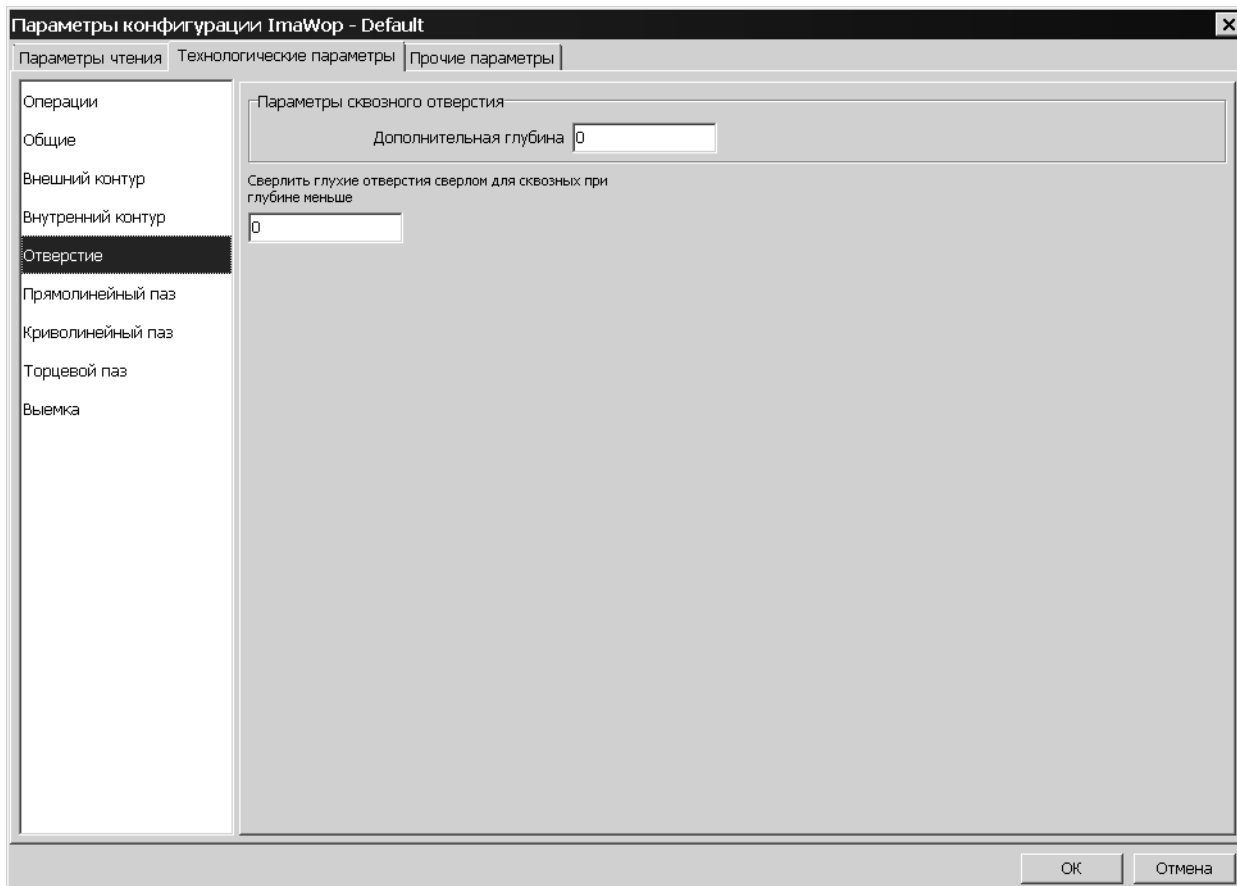 Параметры конфигурации ImaWop - Default
Параметры чтения
Технологические параметры
Прочие параметры
Операции
Общие
Внешний контур
Внутренний контур
Отверстие
Прямолинейный паз
Криволинейный паз
Торцевой паз
Выемка
Параметры сквозного отверстия
Дополнительная глубина 0
Сверлить глухие отверстия сверлом для сквозных при
глубине меньше
0
ОК
Отмена